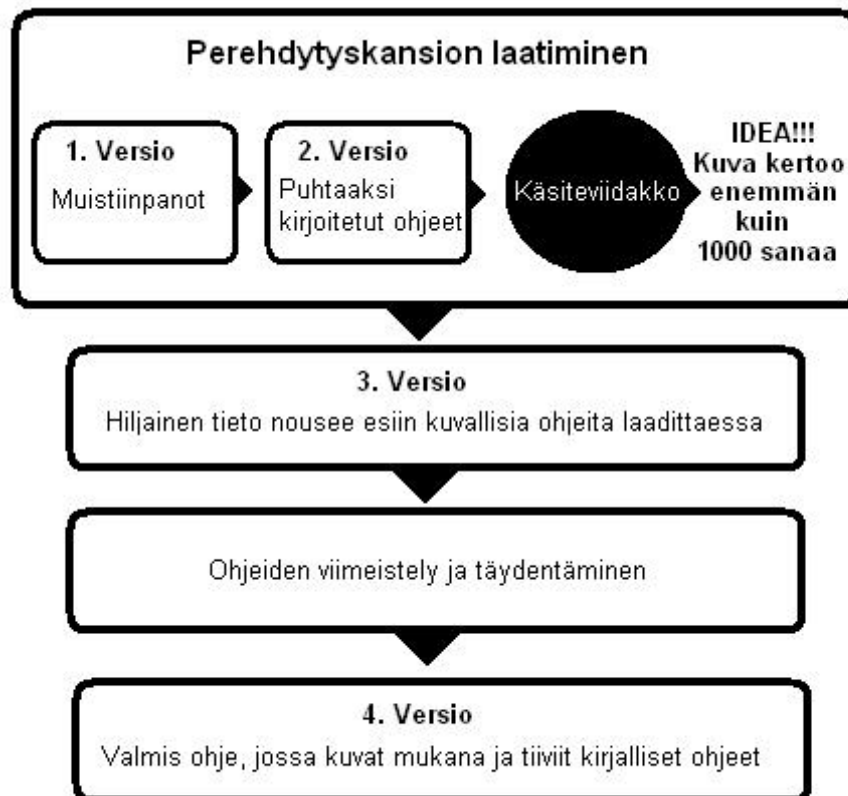 Perehdytyskansion laatiminen
1. Versio
Muistiinpanot
2. Versio
Puhtaaksi
kirjoitetut ohjeet
Käsiteviidakko
IDEA!!!
Kuva kertoo
enemmän
kuin
1000 sanaa
3. Versio
Hiljainen tieto nousee esiin kuvallisia ohjeita laadittaessa
Ohjeiden viimeistely ja täydentäminen
4. Versio
Valmis ohje, jossa kuvat mukana ja tiiviit kirjalliset ohjeet